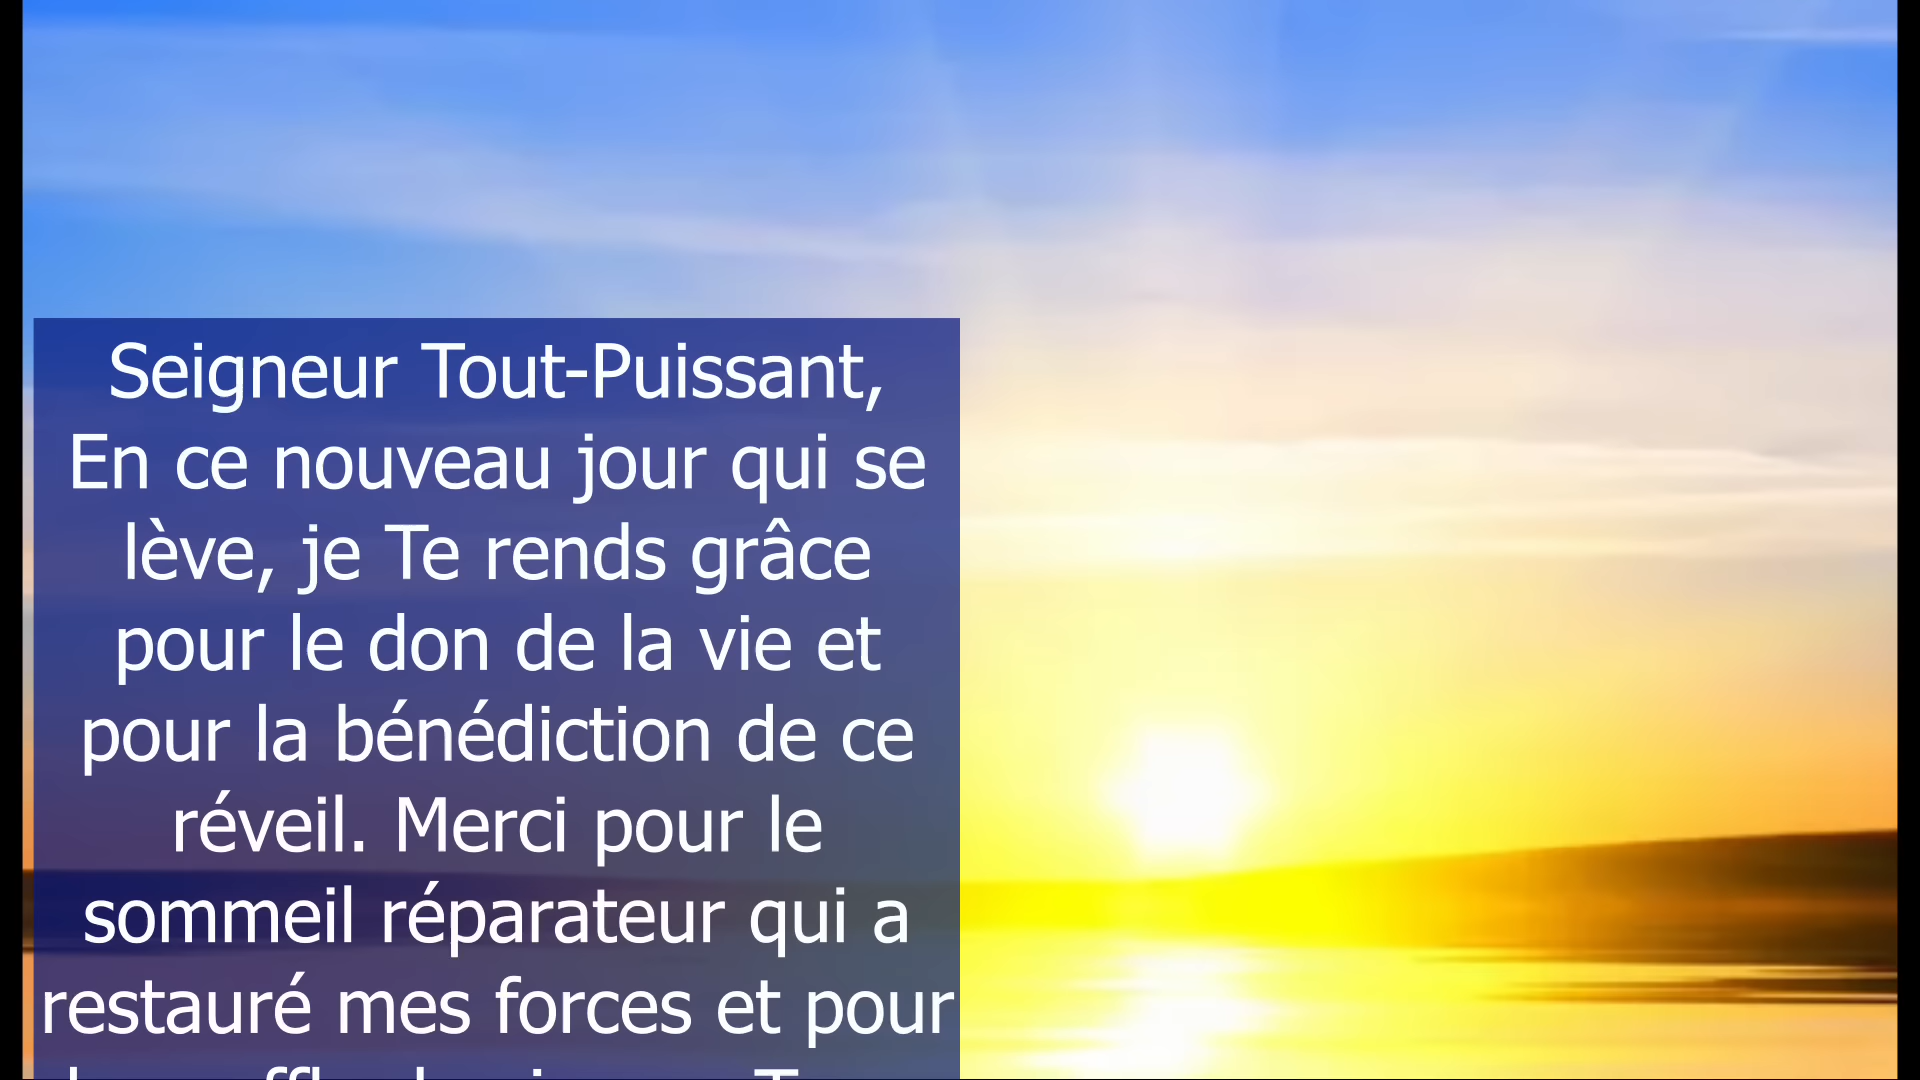 Seigneur Tout-Puissant,
En ce nouveau jour qui se
lève, je Te rends grâce
pour le don de la vie et
pour la bénédiction de ce
réveil. Merci pour le
sommeil réparateur qui a
restauré mes forces et pour